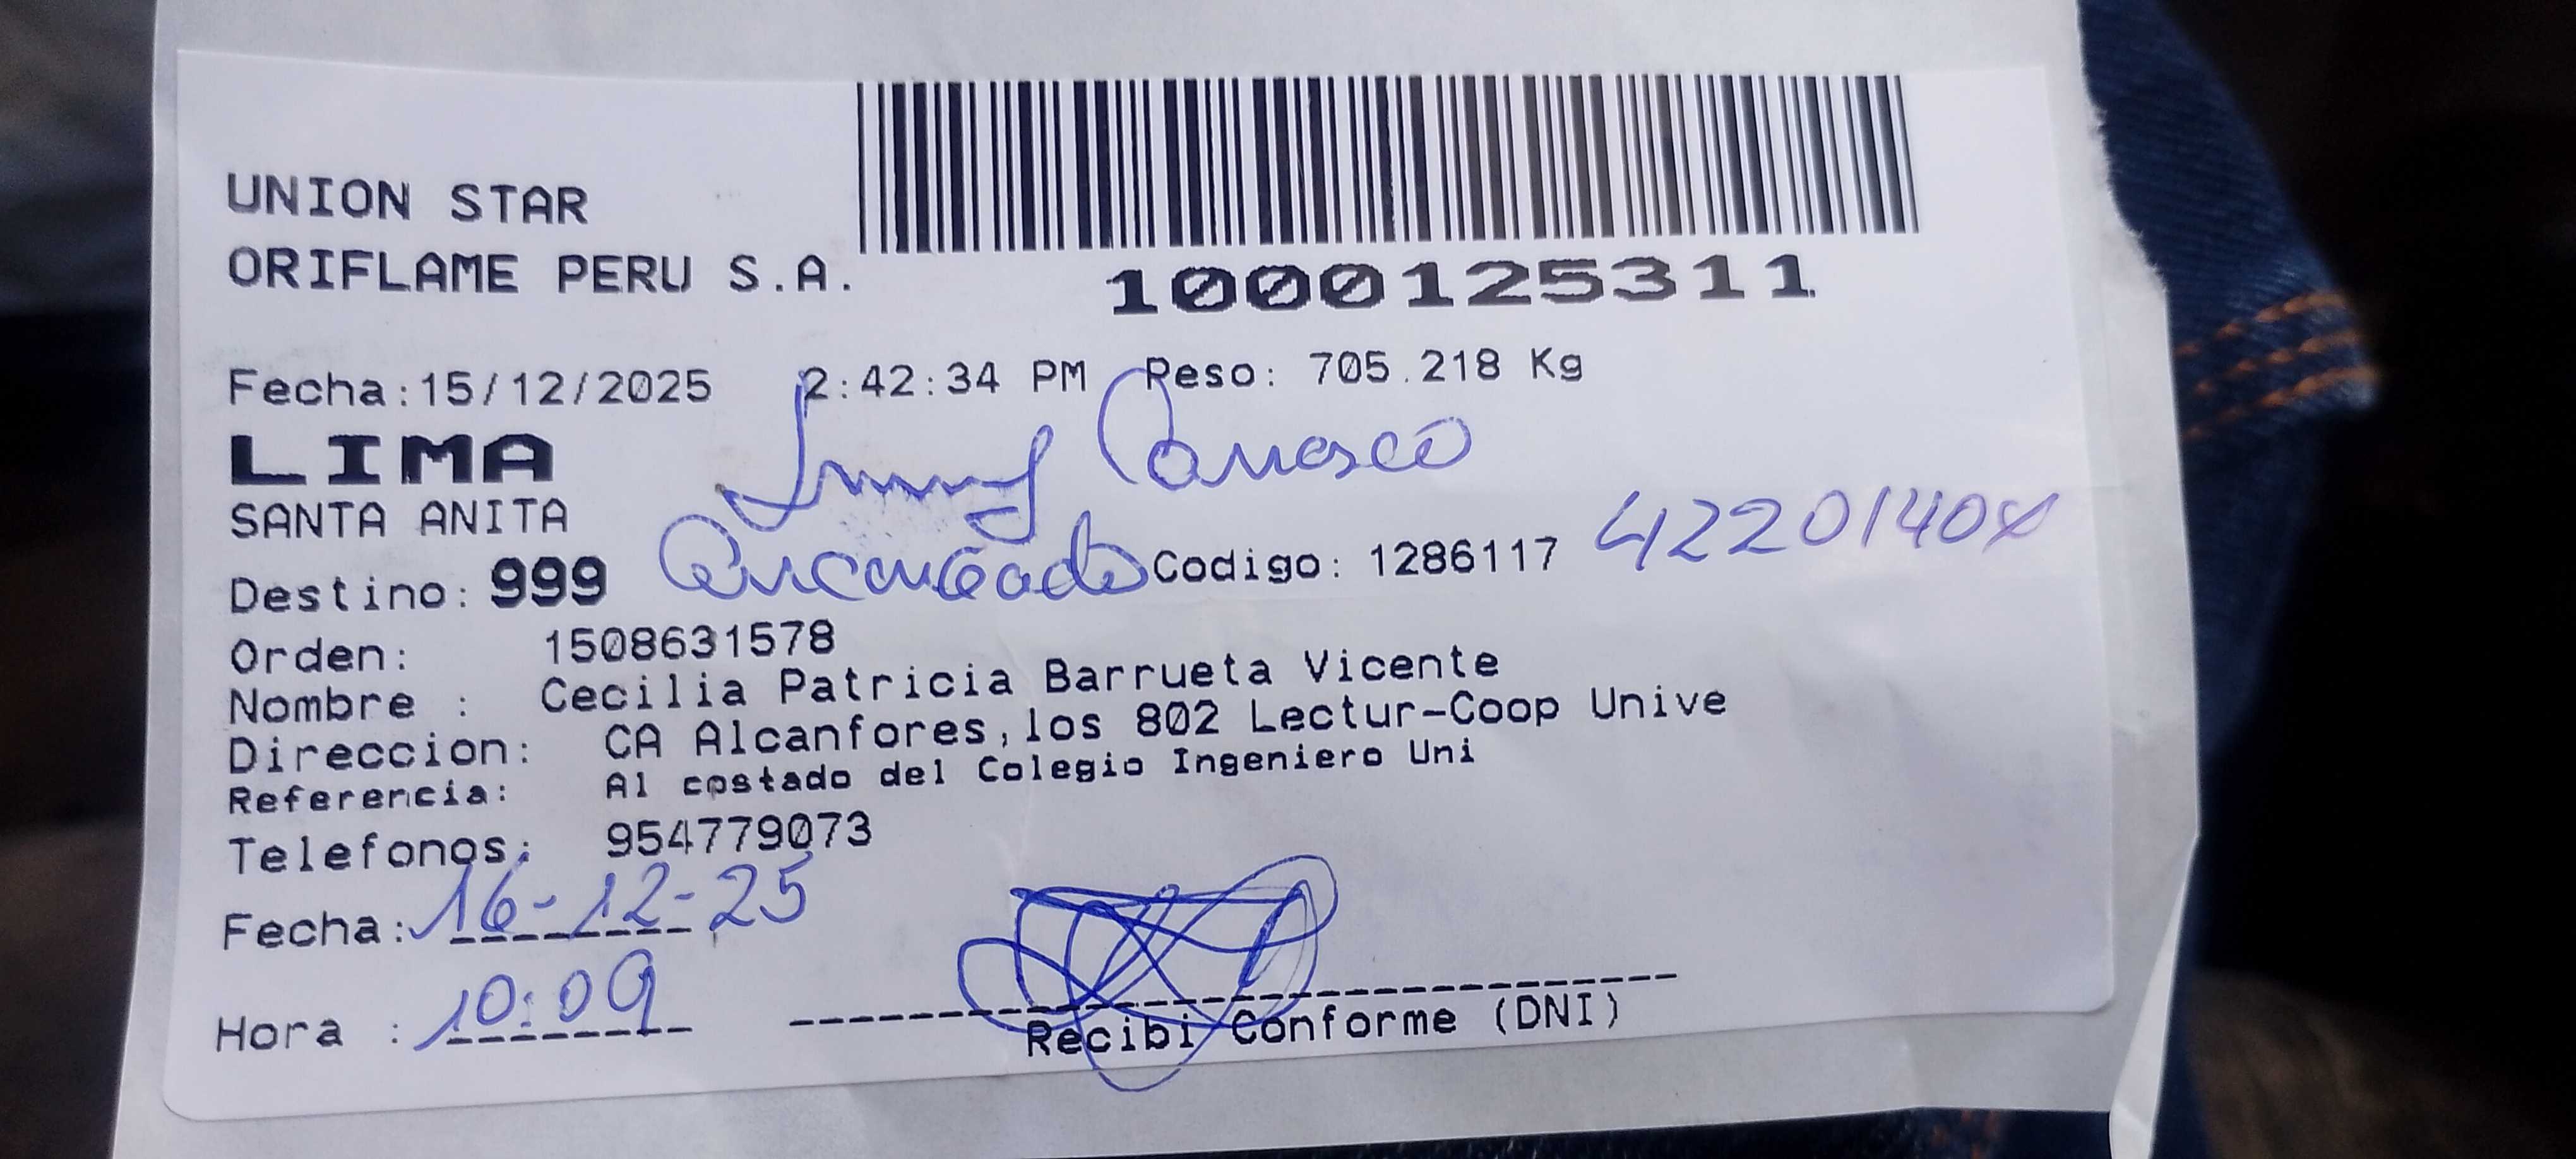 UNION STAR
ORIFLAME PERU S.A.
1000125311
Fecha:15/12/2025 2:42:34 PM Peso: 705.218 Kg
LIMA
Carrasco
SANTA ANITA
Destino: 999 Encargado Codigo: 1286117
Orden: 1508631578
Nombre : Cecilia Patricia Barrueta Vicente
Direccion: CA Alcanfores,los 802 Lectur-Coop Unive
Referencia: Al costado del Colegio Ingeniero Uni
Telefonos: 954779073
Fecha: 16-12-25
Hora : 10:09
Recibi Conforme (DNI)